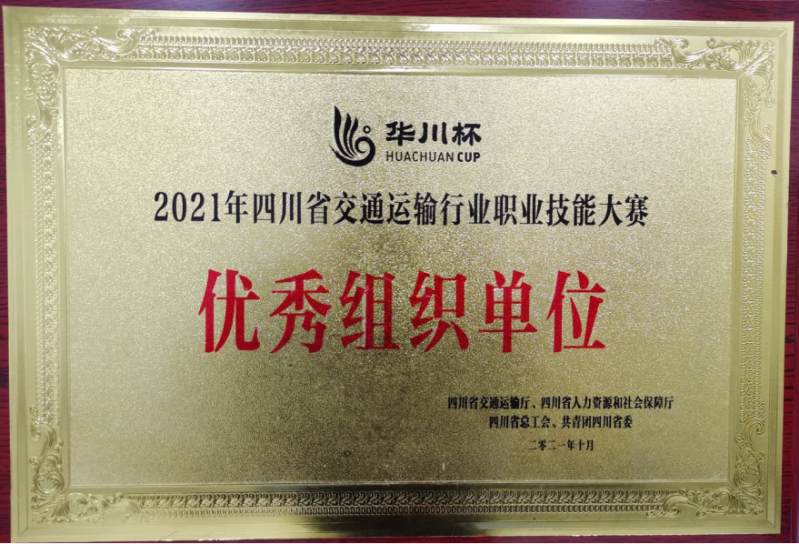 华川杯
HUACHUAN CUP
2021年四川省交通运输行业职业技能大赛
优秀组织单位
四川省交通运输厅、四川省人力资源和社会保障厅
四川省总工会、共青团四川省委
二零二一年十月